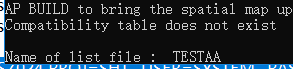 AP BUILD to bring the spatial map up
Compatibility table does not exist
Name of list file :  TESTAA